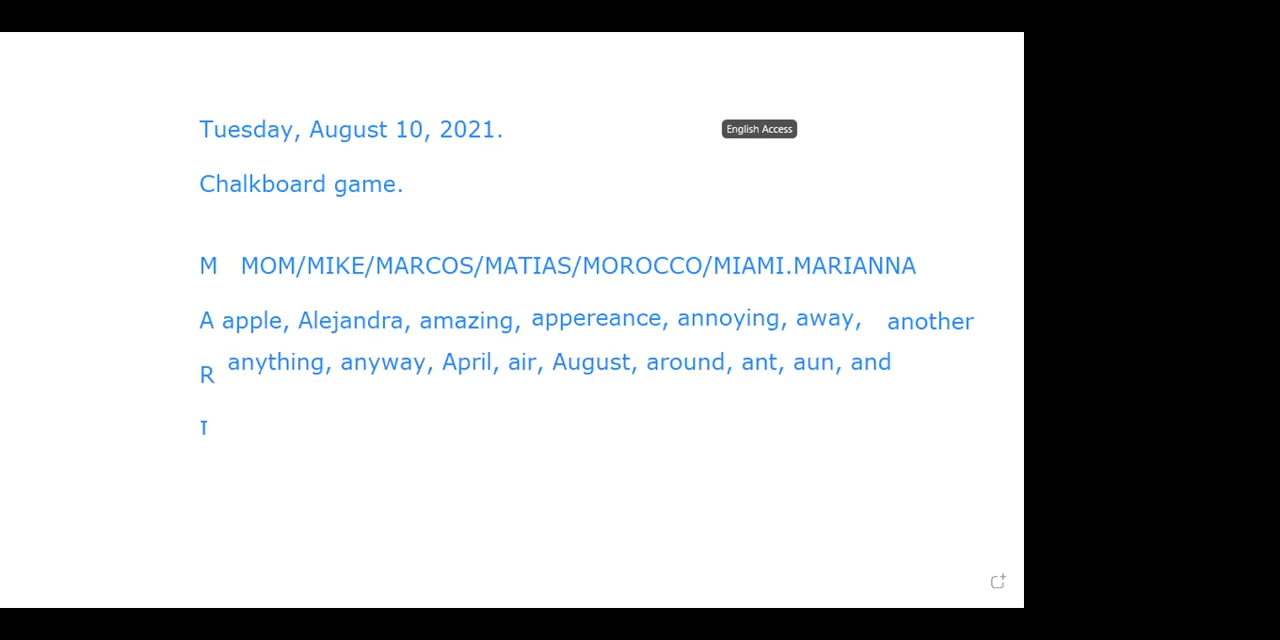 Tuesday, August 10, 2021.
English Access
Chalkboard game.
M MOM/MIKE/MARCOS/MATIAS/MOROCCO/MIAMI.MARIANNA
A apple, Alejandra, amazing, appereance, annoying, away, another
R anything, anyway, April, air, August, around, ant, aun, and
I